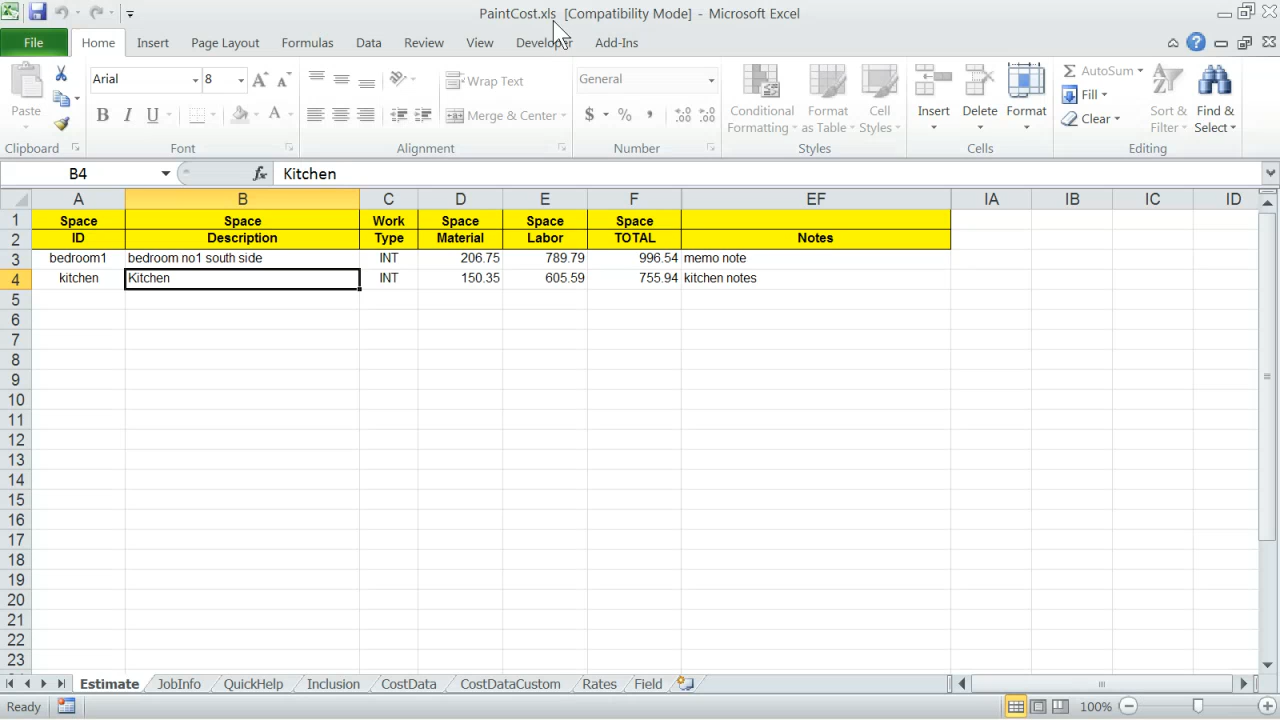 PaintCost.xls [Compatibility Mode] - Microsoft Excel
File Home Insert Page Layout Formulas Data Review View Developer Add-Ins
Arial 8 Wrap Text General AutoSum
Paste Merge & Center $ % , Conditional Formatting Format as Table Cell Styles Insert Delete Format Fill Clear Sort & Filter Find & Select
Clipboard Font Alignment Number Styles Cells Editing
B4 fx Kitchen
A B C D E F EF IA IB IC ID
1 Space Space Work Space Space Space
2 ID Description Type Material Labor TOTAL Notes
3 bedroom1 bedroom no1 south side INT 206.75 789.79 996.54 memo note
4 kitchen Kitchen INT 150.35 605.59 755.94 kitchen notes
5
6
7
8
9
10
11
12
13
14
15
16
17
18
19
20
21
22
23
Estimate JobInfo QuickHelp Inclusion CostData CostDataCustom Rates Field
Ready 100%